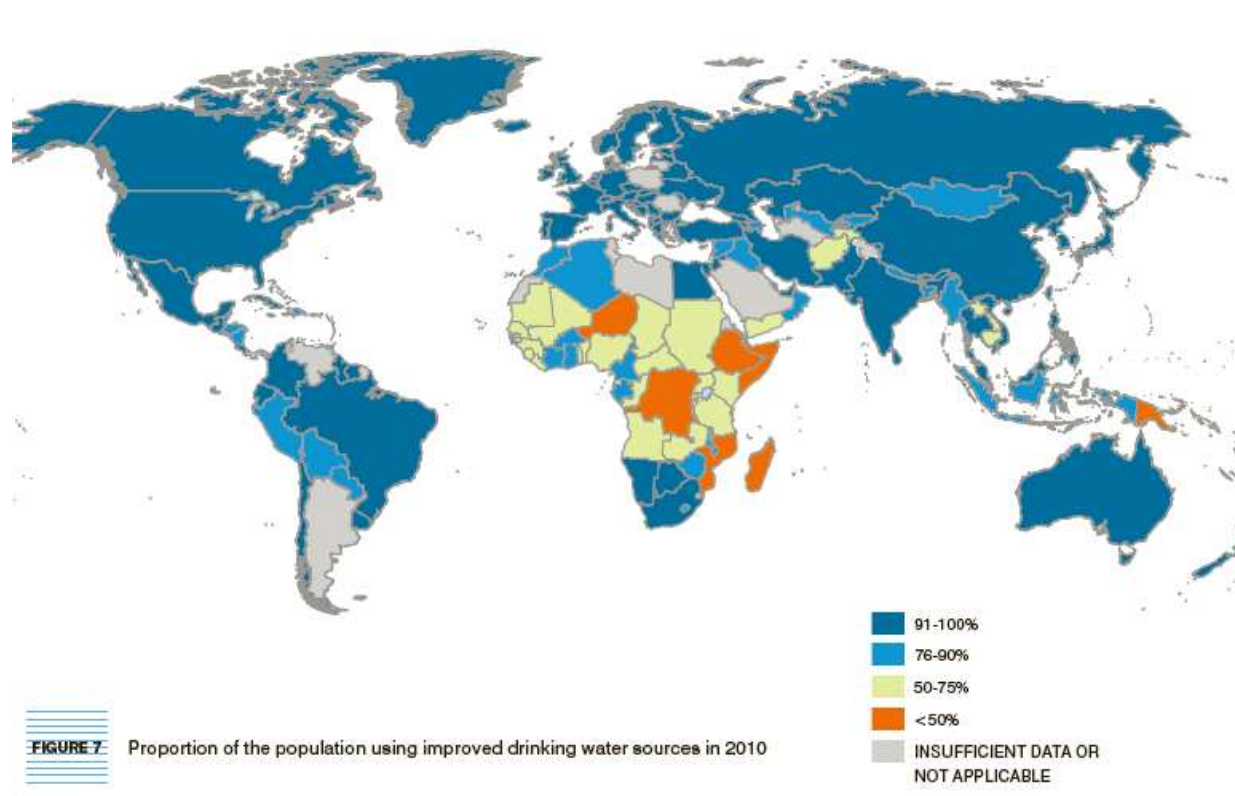 91-100%
76-90%
50-75%
<50%
INSUFFICIENT DATA OR
NOT APPLICABLE
FIGURE 7
Proportion of the population using improved drinking water sources in 2010